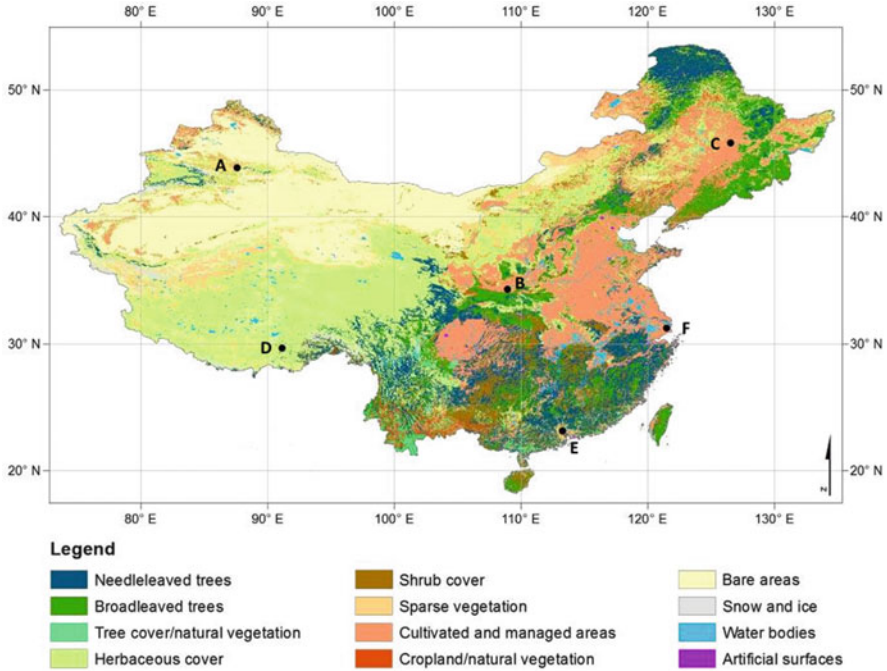 80° E 90° E 100° E 110° E 120° E 130° E
50° N 50° N
C
A
40° N 40° N
B
F
30° N D 30° N
E
20° N 20° N
N
80° E 90° E 100° E 110° E 120° E 130° E
Legend
Needleleaved trees Shrub cover Bare areas
Broadleaved trees Sparse vegetation Snow and ice
Tree cover/natural vegetation Cultivated and managed areas Water bodies
Herbaceous cover Cropland/natural vegetation Artificial surfaces